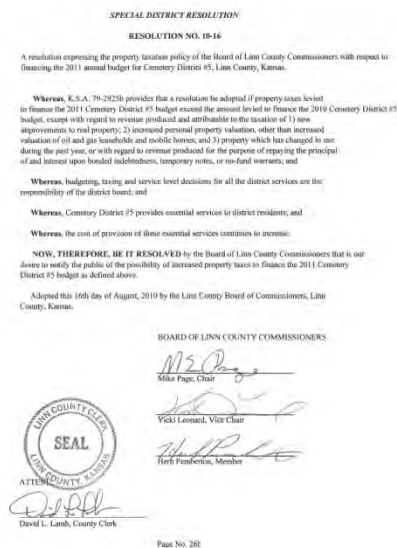 SPECIAL DISTRICT RESOLUTION
RESOLUTION NO. 10-16
A resolution expressing the property taxation policy of the Board of Linn County Commissioners with respect to
financing the 2011 annual budget for Cemetery District #5, Linn County, Kansas.
Whereas, K.S.A. 79-2925b provides that a resolution be adopted if property taxes levied
to finance the 2011 Cemetery District #5 budget exceed the amount levied to finance the 2010 Cemetery District #5
budget, except with regard to revenue produced and attributable to the taxation of 1) new
improvements to real property; 2) increased personal property valuation, other than increased
valuation of oil and gas leaseholds and mobile homes; and 3) property which has changed in use
during the past year, or with regard to revenue produced for the purpose of repaying the principal
of and interest upon bonded indebtedness, temporary notes, or no-fund warrants; and
Whereas, budgeting, taxing and service level decisions for all the district services are the
responsibility of the district board; and
Whereas, Cemetery District #5 provides essential services to district residents; and
Whereas, the cost of provision of these essential services continues to increase.
NOW, THEREFORE, BE IT RESOLVED by the Board of Linn County Commissioners that is our
desire to notify the public of the possibility of increased property taxes to finance the 2011 Cemetery
District #5 budget as defined above.
Adopted this 16th day of August, 2010 by the Linn County Board of Commissioners, Linn
County, Kansas.
BOARD OF LINN COUNTY COMMISSIONERS
Mike Page, Chair
Vicki Leonard, Vice Chair
Herb Pemberton, Member
LINN COUNTY CLERK
SEAL
LINN COUNTY, KANSAS
ATTEST
David L. Lamb, County Clerk
Page No. 26b